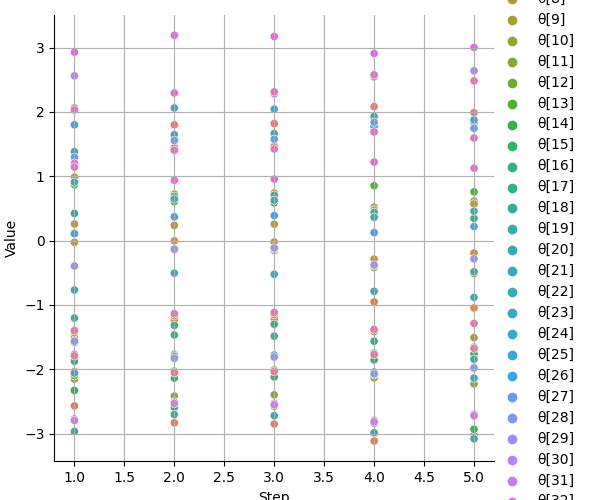 θ[8]
θ[9]
θ[10]
θ[11]
θ[12]
θ[13]
θ[14]
θ[15]
θ[16]
θ[17]
θ[18]
θ[19]
θ[20]
θ[21]
θ[22]
θ[23]
θ[24]
θ[25]
θ[26]
θ[27]
θ[28]
θ[29]
θ[30]
θ[31]
θ[32]
Value
3
2
1
0
−1
−2
−3
1.0 1.5 2.0 2.5 3.0 3.5 4.0 4.5 5.0
Step